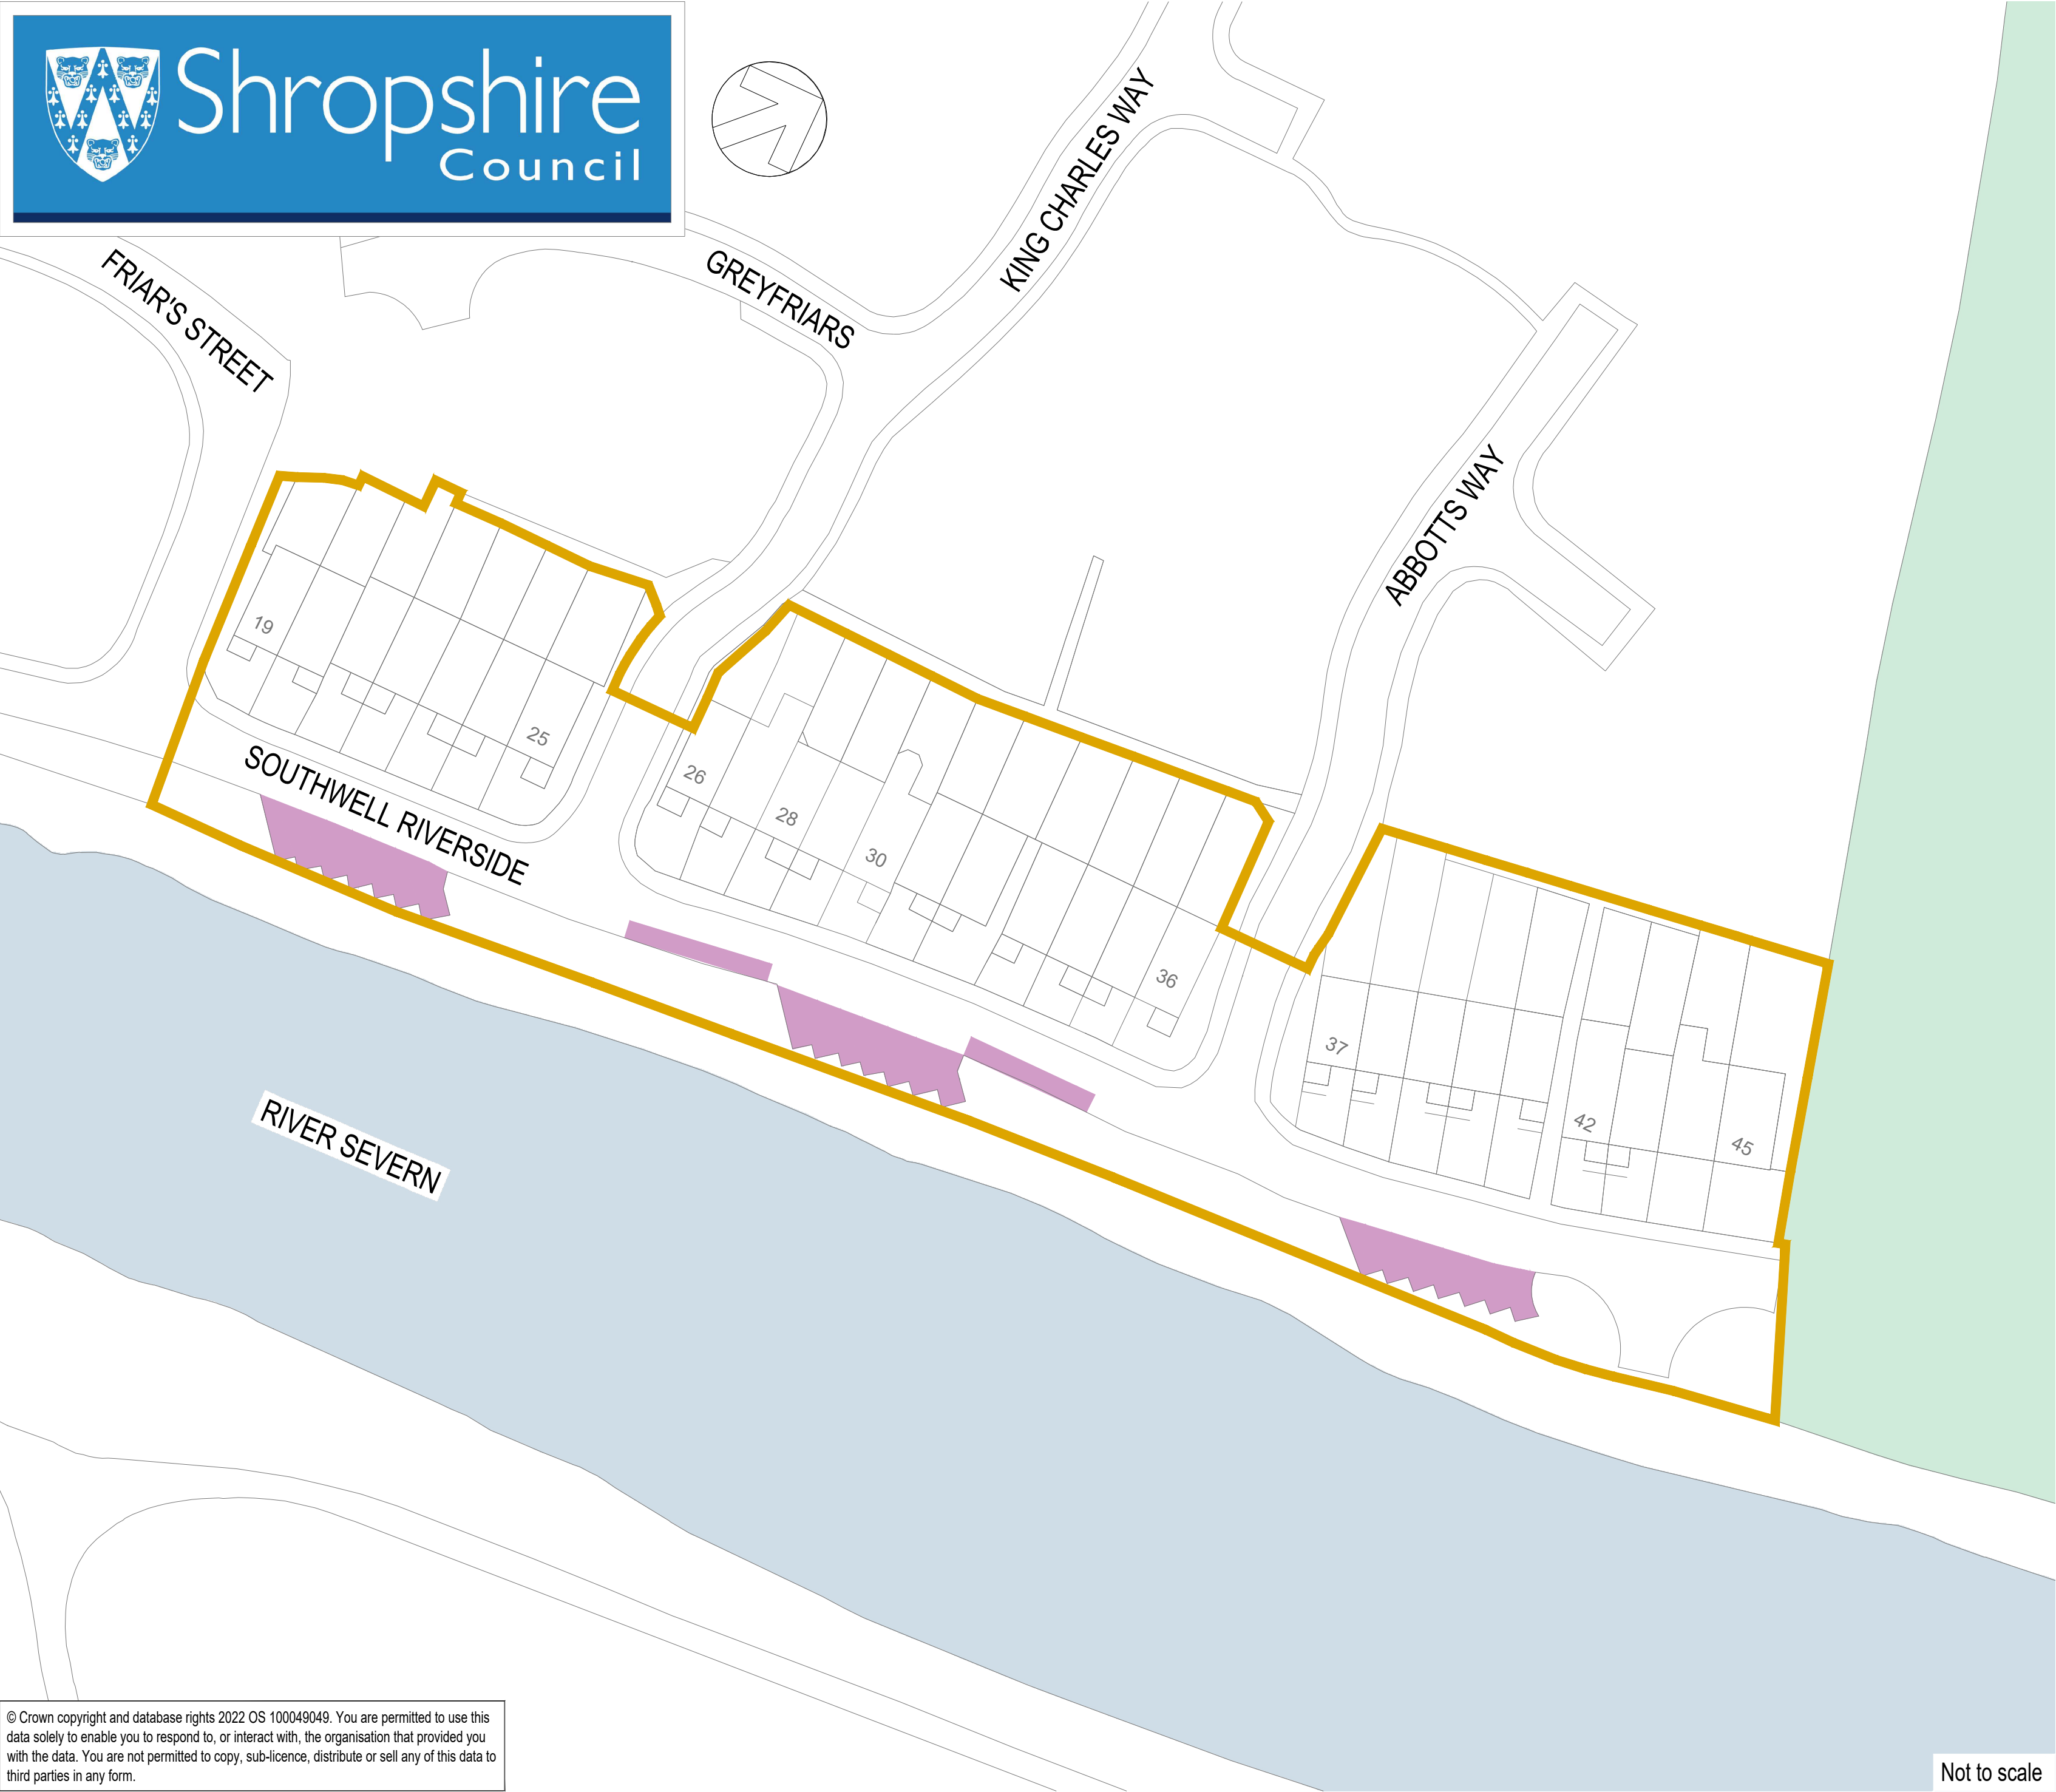 Shropshire
Council
KING CHARLES WAY
FRIAR'S STREET
GREYFRIARS
ABBOTTS WAY
19
25
SOUTHWELL RIVERSIDE
26
28
30
36
37
42
45
RIVER SEVERN
© Crown copyright and database rights 2022 OS 100049049. You are permitted to use this
data solely to enable you to respond to, or interact with, the organisation that provided you
with the data. You are not permitted to copy, sub-licence, distribute or sell any of this data to
third parties in any form.
Not to scale